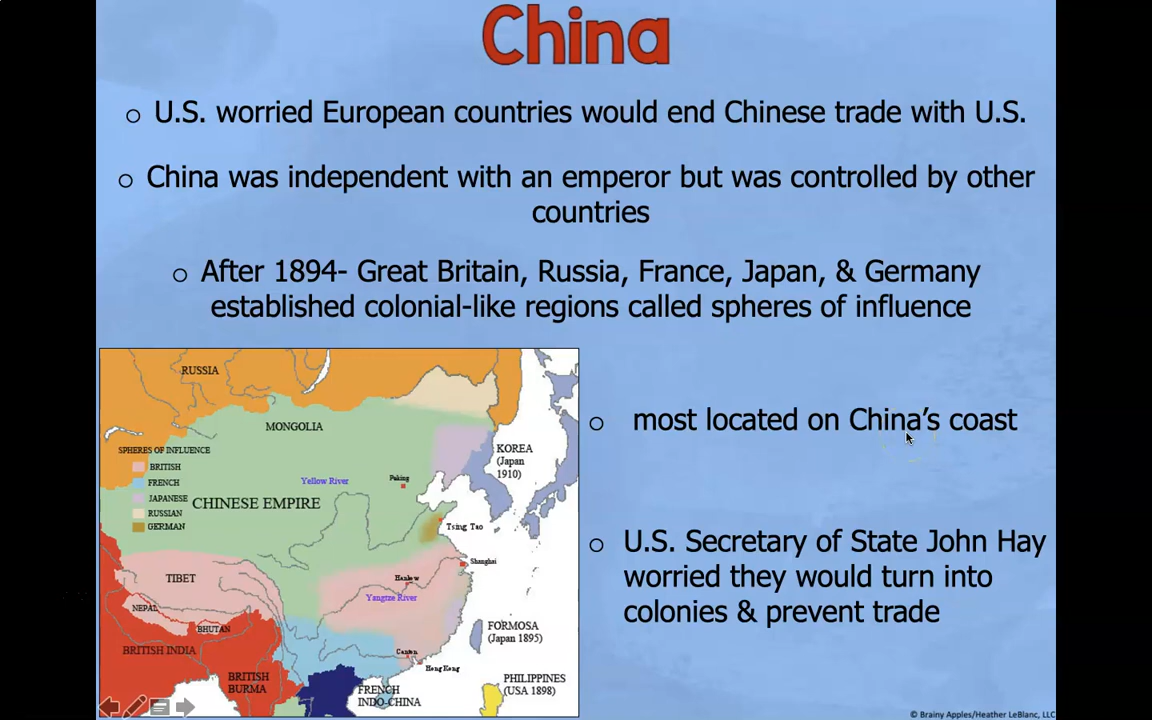 China
o U.S. worried European countries would end Chinese trade with U.S.
o China was independent with an emperor but was controlled by other
countries
o After 1894- Great Britain, Russia, France, Japan, & Germany
established colonial-like regions called spheres of influence
RUSSIA
MONGOLIA
SPHERES OF INFLUENCE
BRITISH
FRENCH
JAPANESE
RUSSIAN
GERMAN
Yellow River
Peking
CHINESE EMPIRE
KOREA
(Japan
1910)
Tsing Tao
Shanghai
TIBET
Hankow
Yangtze River
NEPAL
BHUTAN
BRITISH INDIA
FORMOSA
(Japan 1895)
Canton
Hong Kong
BRITISH
BURMA
FRENCH
INDO-CHINA
PHILIPPINES
(USA 1898)
o most located on China's coast
o U.S. Secretary of State John Hay
worried they would turn into
colonies & prevent trade
© Brainy Apples/Heather LeBlanc, LLC